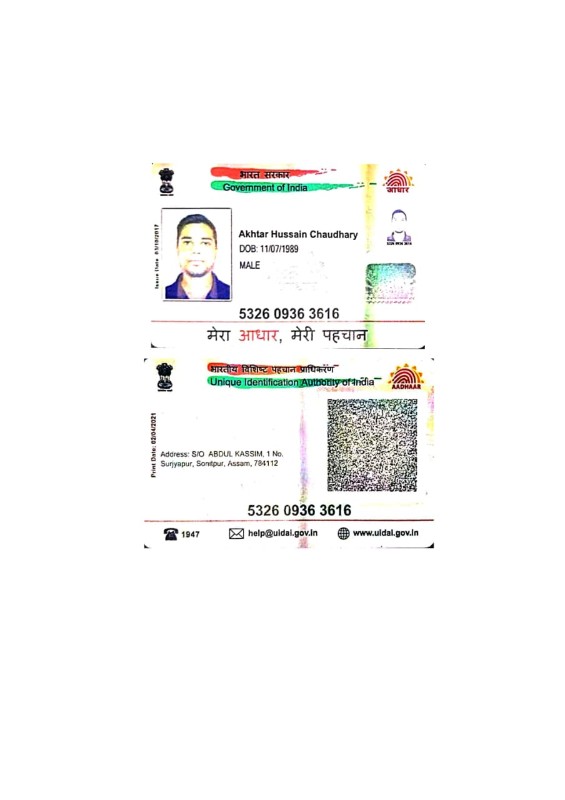 भारत सरकार
Government of India
आधार
Issue Date: 01/10/2017
Akhtar Hussain Chaudhary
DOB: 11/07/1989
MALE
5326 0936 3616
5326 0936 3616
मेरा आधार, मेरी पहचान
भारतीय विशिष्ट पहचान प्राधिकरण
Unique Identification Authority of India
AADHAAR
Print Date: 02/04/2021
Address: S/O ABDUL KASSIM, 1 No.
Surjyapur, Sonitpur, Assam, 784112
5326 0936 3616
1947
help@uidai.gov.in
www.uidai.gov.in